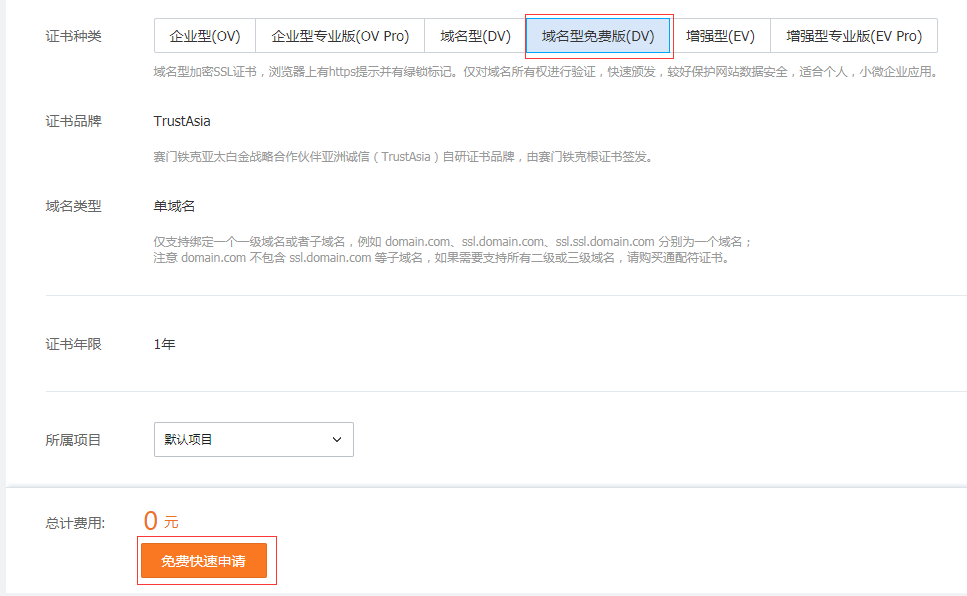 证书种类 企业型(OV) 企业型专业版(OV Pro) 域名型(DV) 域名型免费版(DV) 增强型(EV) 增强型专业版(EV Pro)
域名型加密SSL证书，浏览器上有https提示并有绿锁标记。仅对域名所有权进行验证，快速颁发，较好保护网站数据安全，适合个人，小微企业应用。
证书品牌 TrustAsia
赛门铁克亚太白金战略合作伙伴亚洲诚信（TrustAsia）自研证书品牌，由赛门铁克根证书签发。
域名类型 单域名
仅支持绑定一个一级域名或者子域名，例如 domain.com、ssl.domain.com、ssl.ssl.domain.com 分别为一个域名；
注意 domain.com 不包含 ssl.domain.com 等子域名，如果需要支持所有二级或三级域名，请购买通配符证书。
证书年限 1年
所属项目 默认项目
总计费用: 0 元
免费快速申请